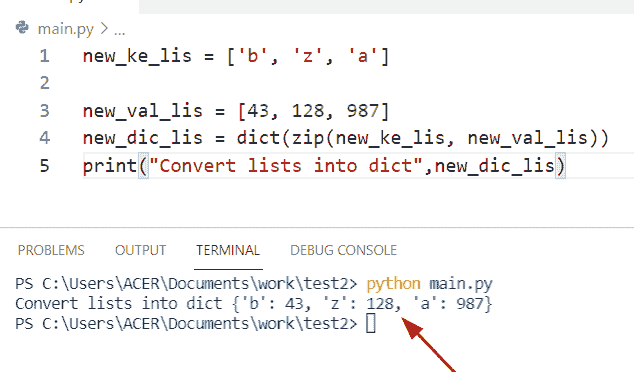 main.py > ...
1 new_ke_lis = ['b', 'z', 'a']
2
3 new_val_lis = [43, 128, 987]
4 new_dic_lis = dict(zip(new_ke_lis, new_val_lis))
5 print("Convert lists into dict",new_dic_lis)
PROBLEMS OUTPUT TERMINAL DEBUG CONSOLE
PS C:\Users\ACER\Documents\work\test2> python main.py
Convert lists into dict {'b': 43, 'z': 128, 'a': 987}
PS C:\Users\ACER\Documents\work\test2>